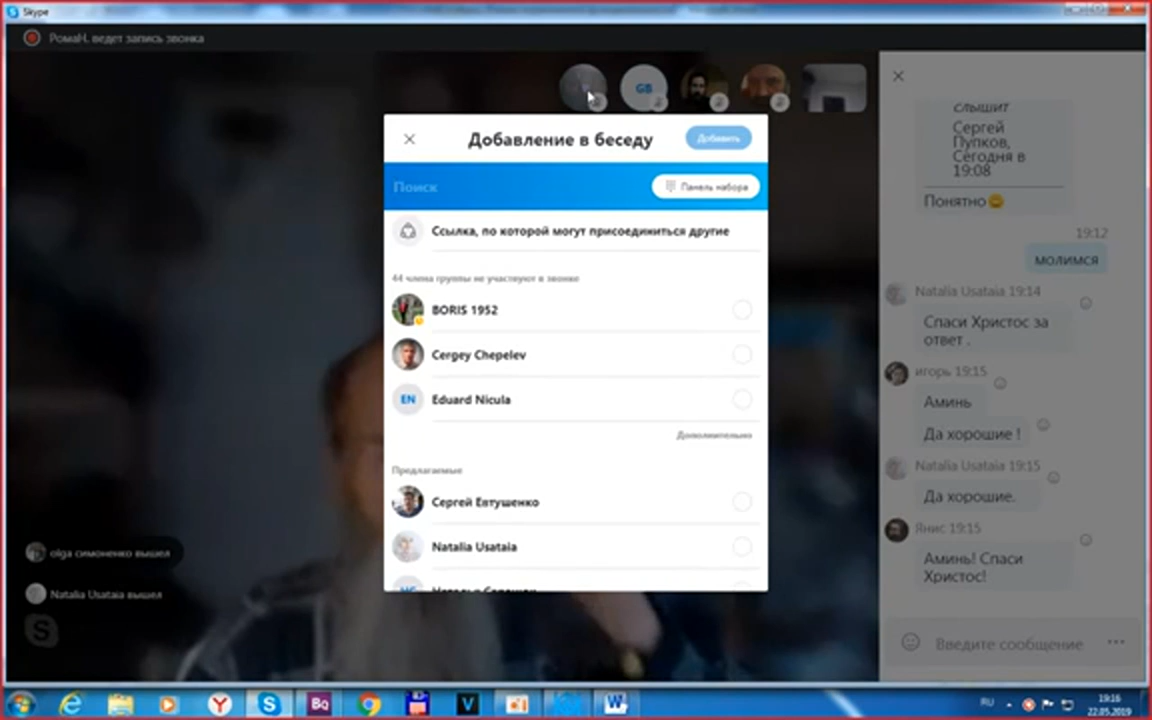 Skype
РомаН. ведет запись звонка
GB
Добавление в беседу
Добавить
Поиск
Панель набора
Ссылка, по которой могут присоединиться другие
44 члена группы не участвуют в звонке
BORIS 1952
Cergey Chepelev
EN
Eduard Nicula
Дополнительно
Предлагаемые
Сергей Евтушенко
Natalia Usataia
olga симоненко вышел
Natalia Usataia вышел
слышит
Сергей
Пупков,
Сегодня в
19:08
Понятно
19:12
молимся
Natalia Usataia 19:14
Спаси Христос за
ответ .
игорь 19:15
Аминь
Да хорошие !
Natalia Usataia 19:15
Да хорошие.
Янис 19:15
Аминь! Спаси
Христос!
Введите сообщение
Bq
RU
19:16
22.05.2019